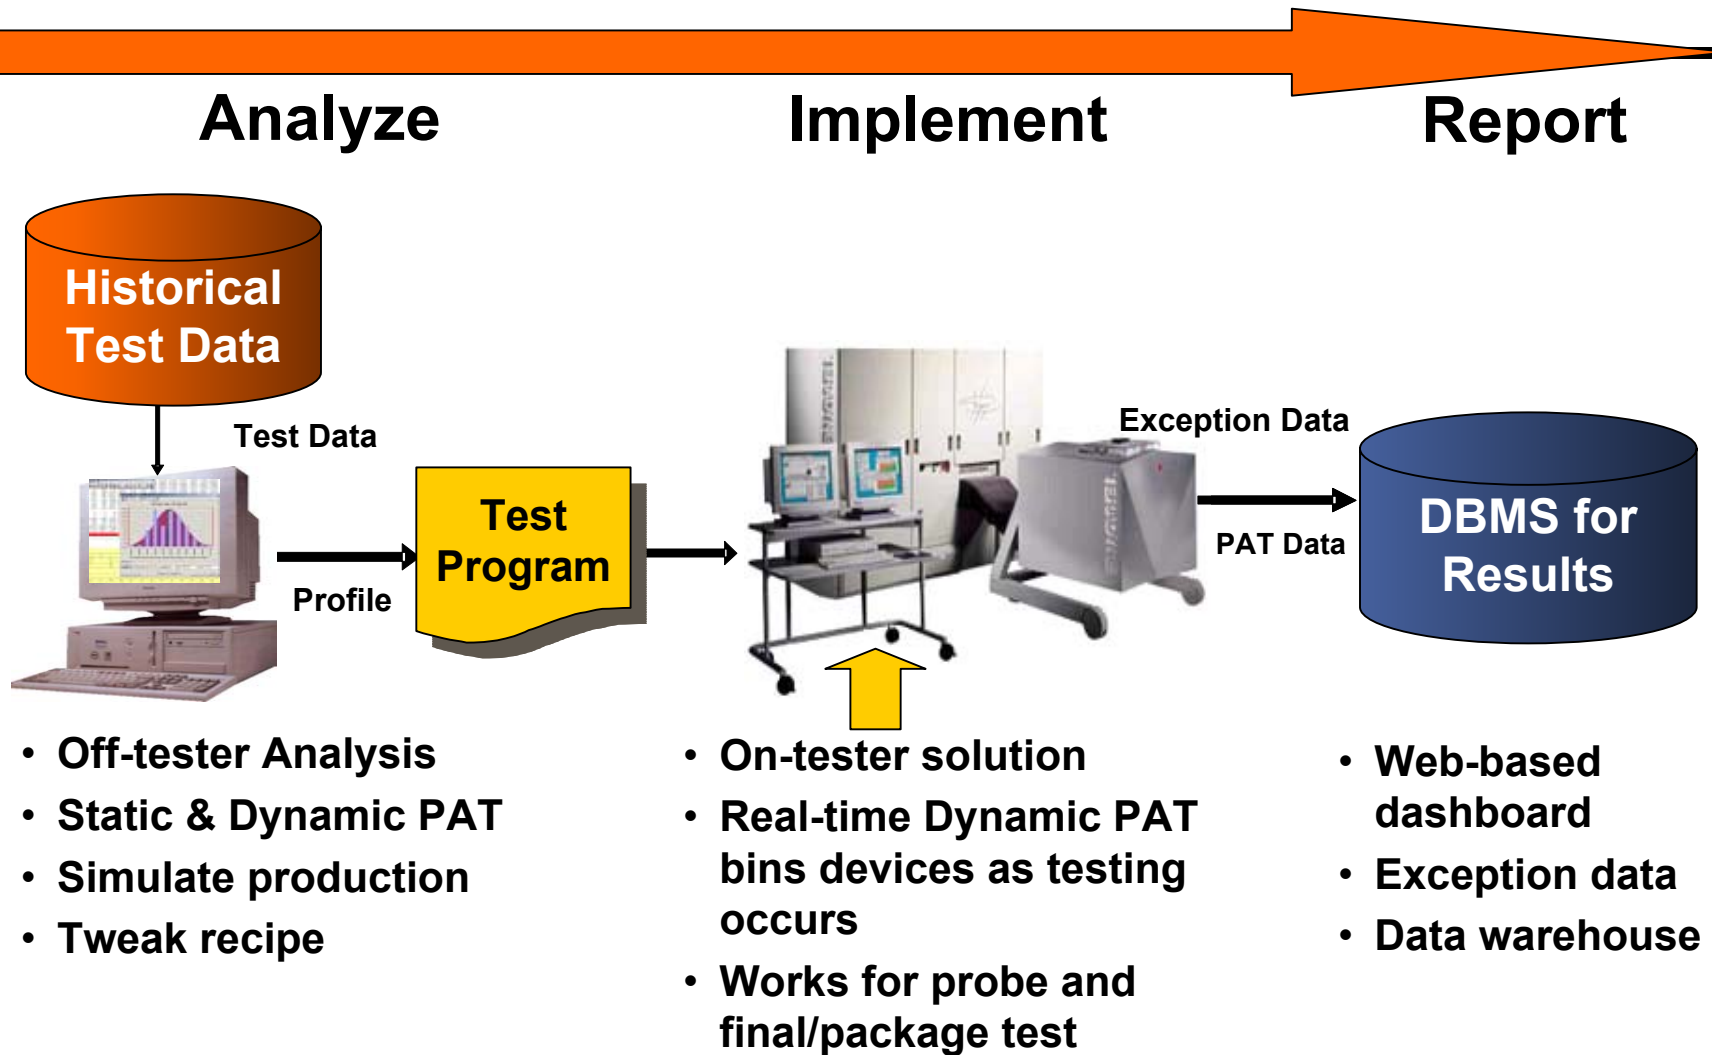 Analyze
Implement
Report
Historical
Test Data
Test Data
Profile
Test
Program
Exception Data
PAT Data
DBMS for
Results
• Off-tester Analysis
• Static & Dynamic PAT
• Simulate production
• Tweak recipe
• On-tester solution
• Real-time Dynamic PAT
bins devices as testing
occurs
• Works for probe and
final/package test
• Web-based
dashboard
• Exception data
• Data warehouse